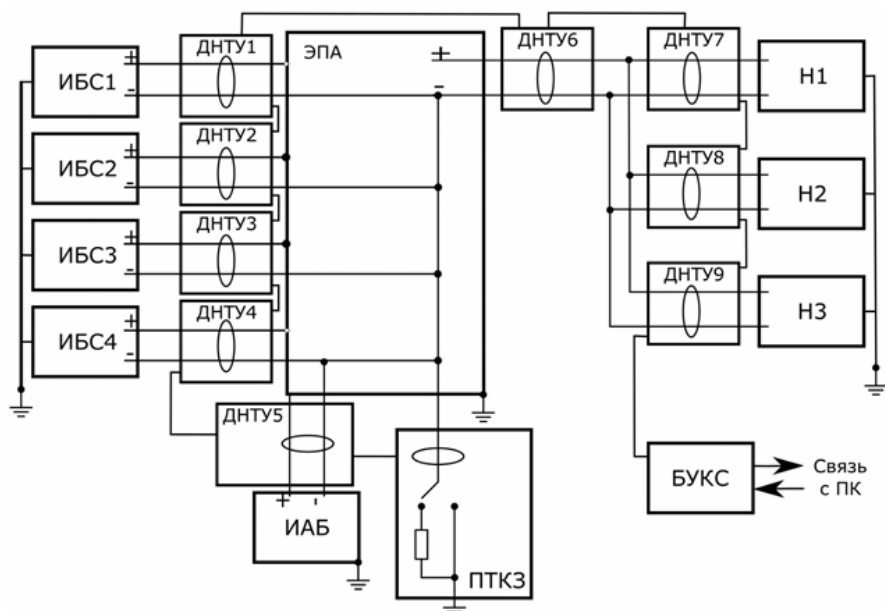 ИБС1
+
-
ДНТУ1
ЭПА
+
-
ДНТУ6
ДНТУ7
Н1
ИБС2
+
-
ДНТУ2
ДНТУ8
Н2
ИБС3
+
-
ДНТУ3
ДНТУ9
Н3
ИБС4
+
-
ДНТУ4
ДНТУ5
+
-
ИАБ
ПТКЗ
БУКС
Связь
с ПК